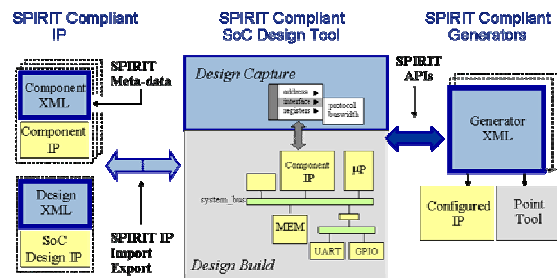 SPIRIT Compliant
IP
SPIRIT Compliant
SoC Design Tool
SPIRIT Compliant
Generators
SPIRIT
Meta-data
Component
XML
Component
IP
Design
XML
SoC
Design IP
SPIRIT IP
Import
Export
Design Capture
address
interface
registers
protocol
buswidth
Component
IP
µP
system_bus
MEM
UART
GPIO
Design Build
SPIRIT
APIs
Generator
XML
Configured
IP
Point
Tool